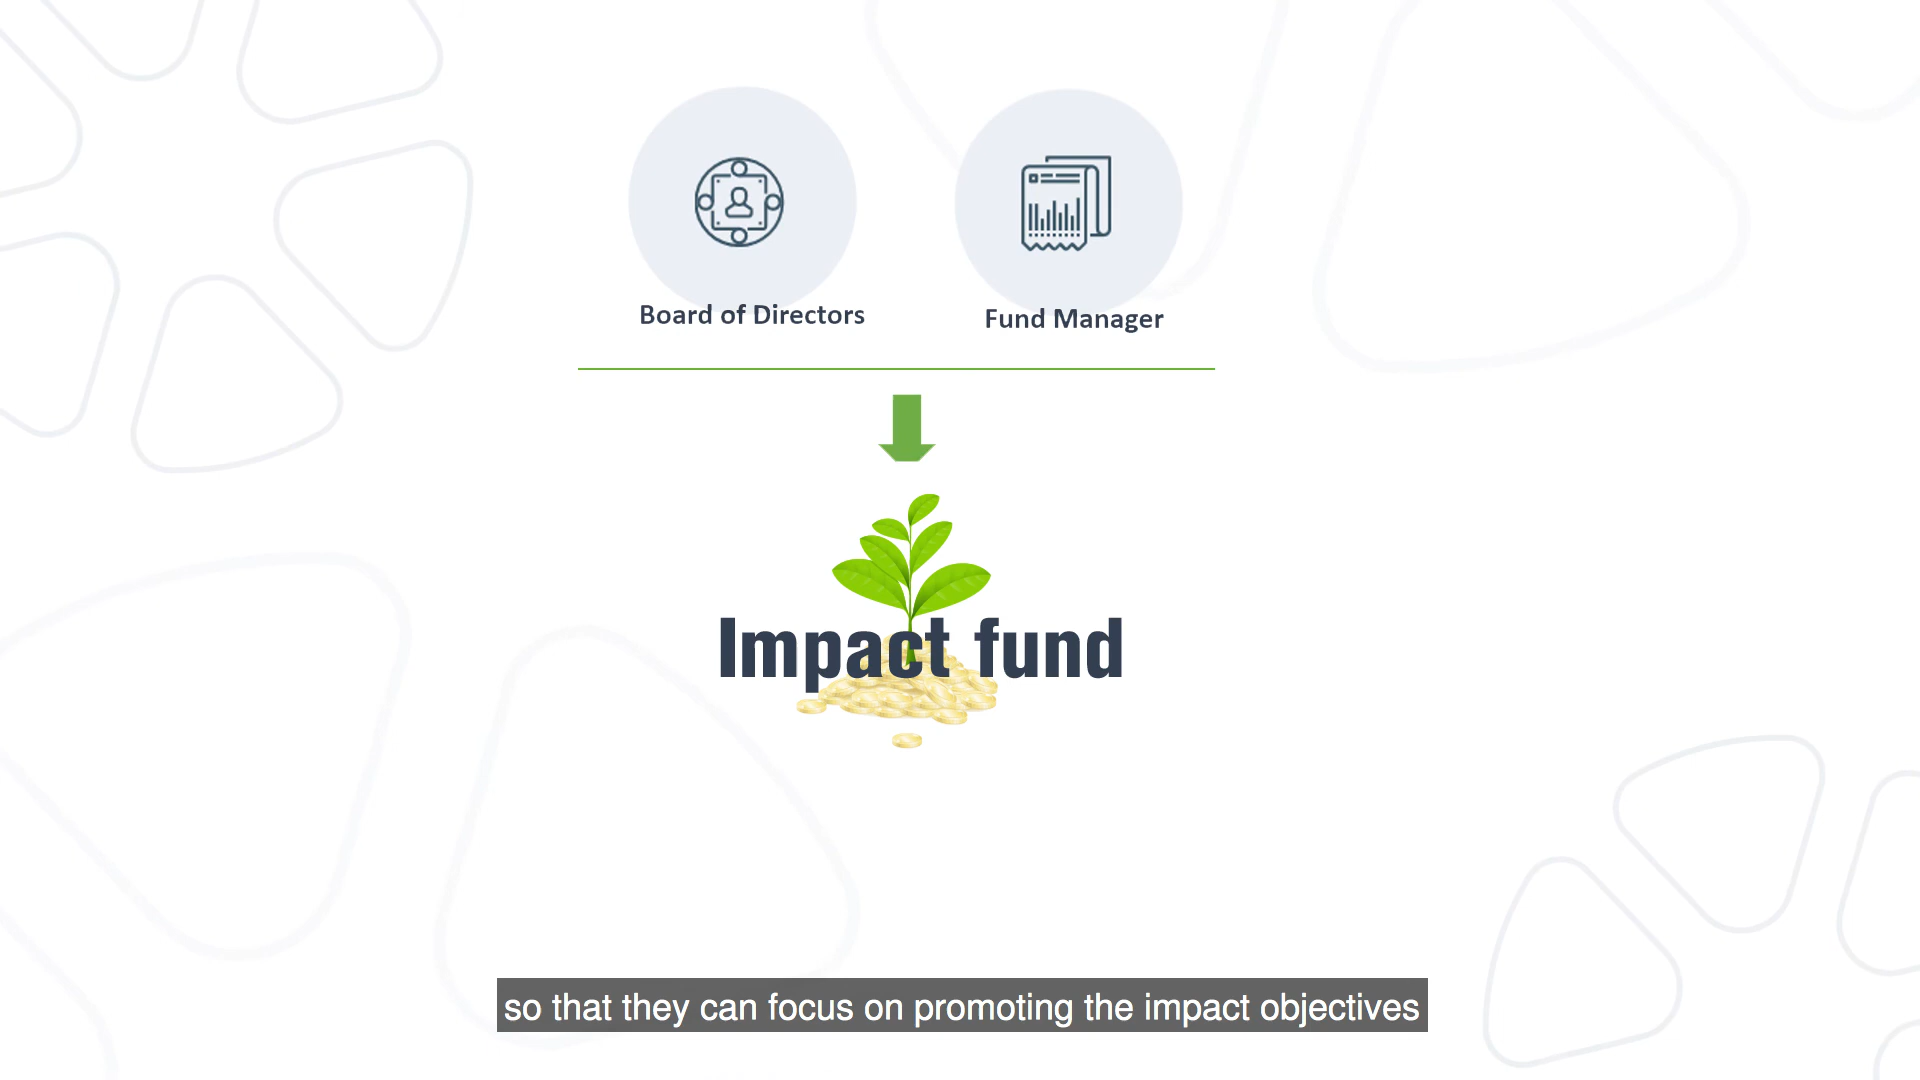 Board of Directors
Fund Manager
Impact fund
so that they can focus on promoting the impact objectives